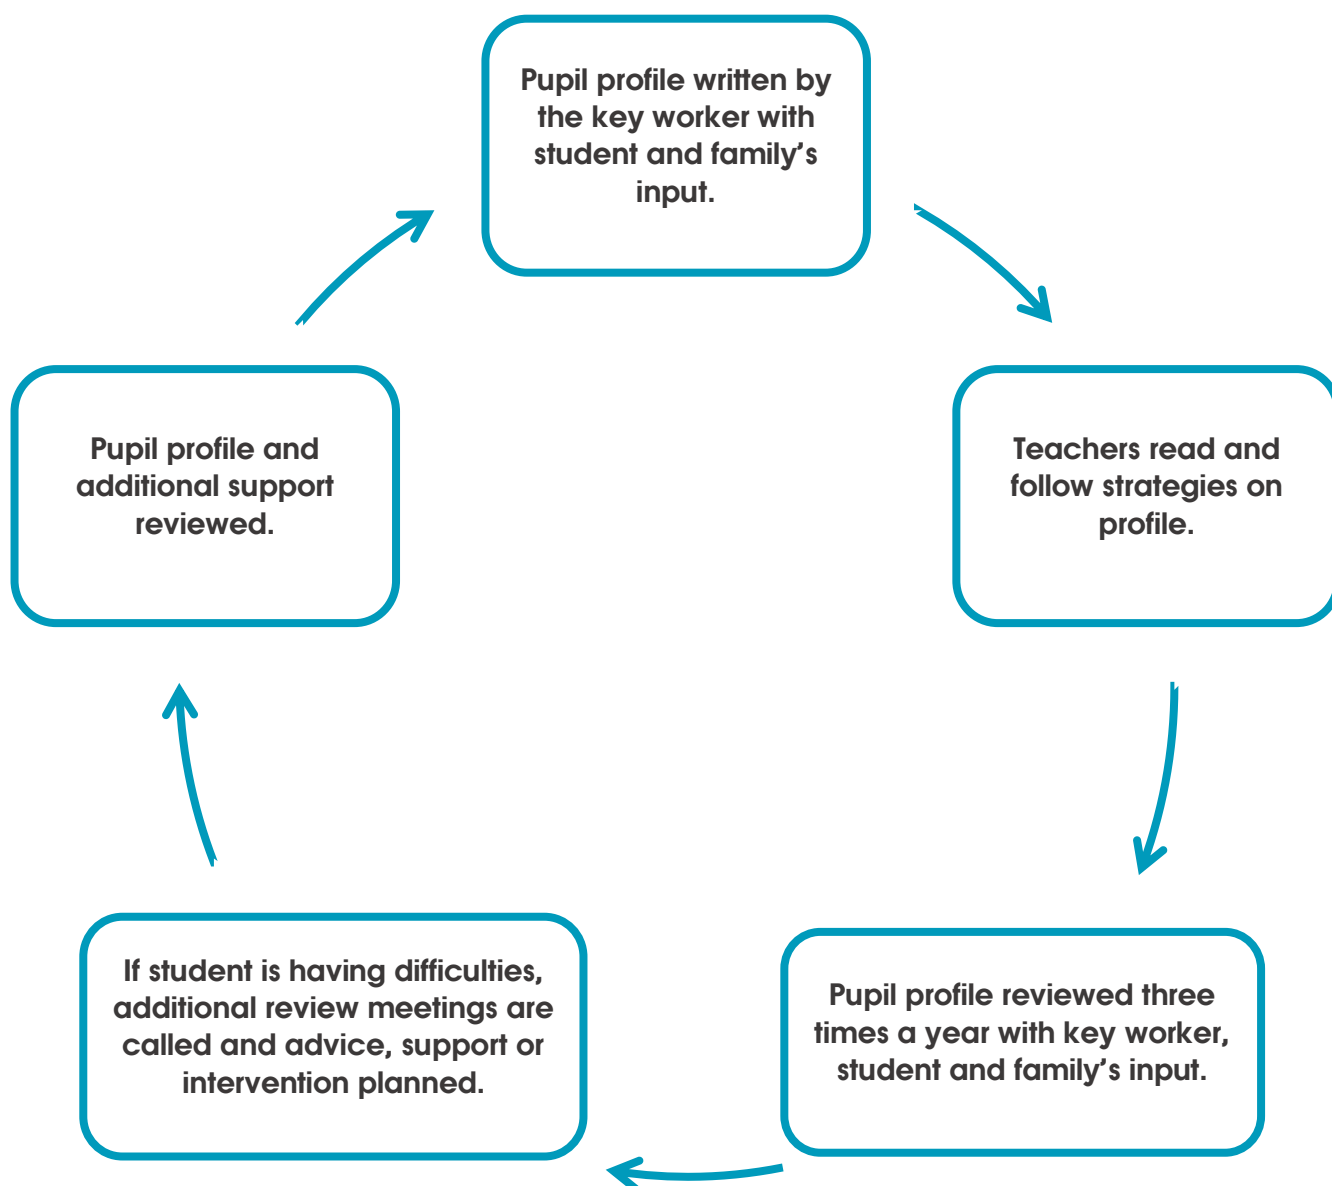 Pupil profile written by
the key worker with
student and family’s
input.
Teachers read and
follow strategies on
profile.
Pupil profile reviewed three
times a year with key worker,
student and family’s input.
If student is having difficulties,
additional review meetings are
called and advice, support or
intervention planned.
Pupil profile and
additional support
reviewed.